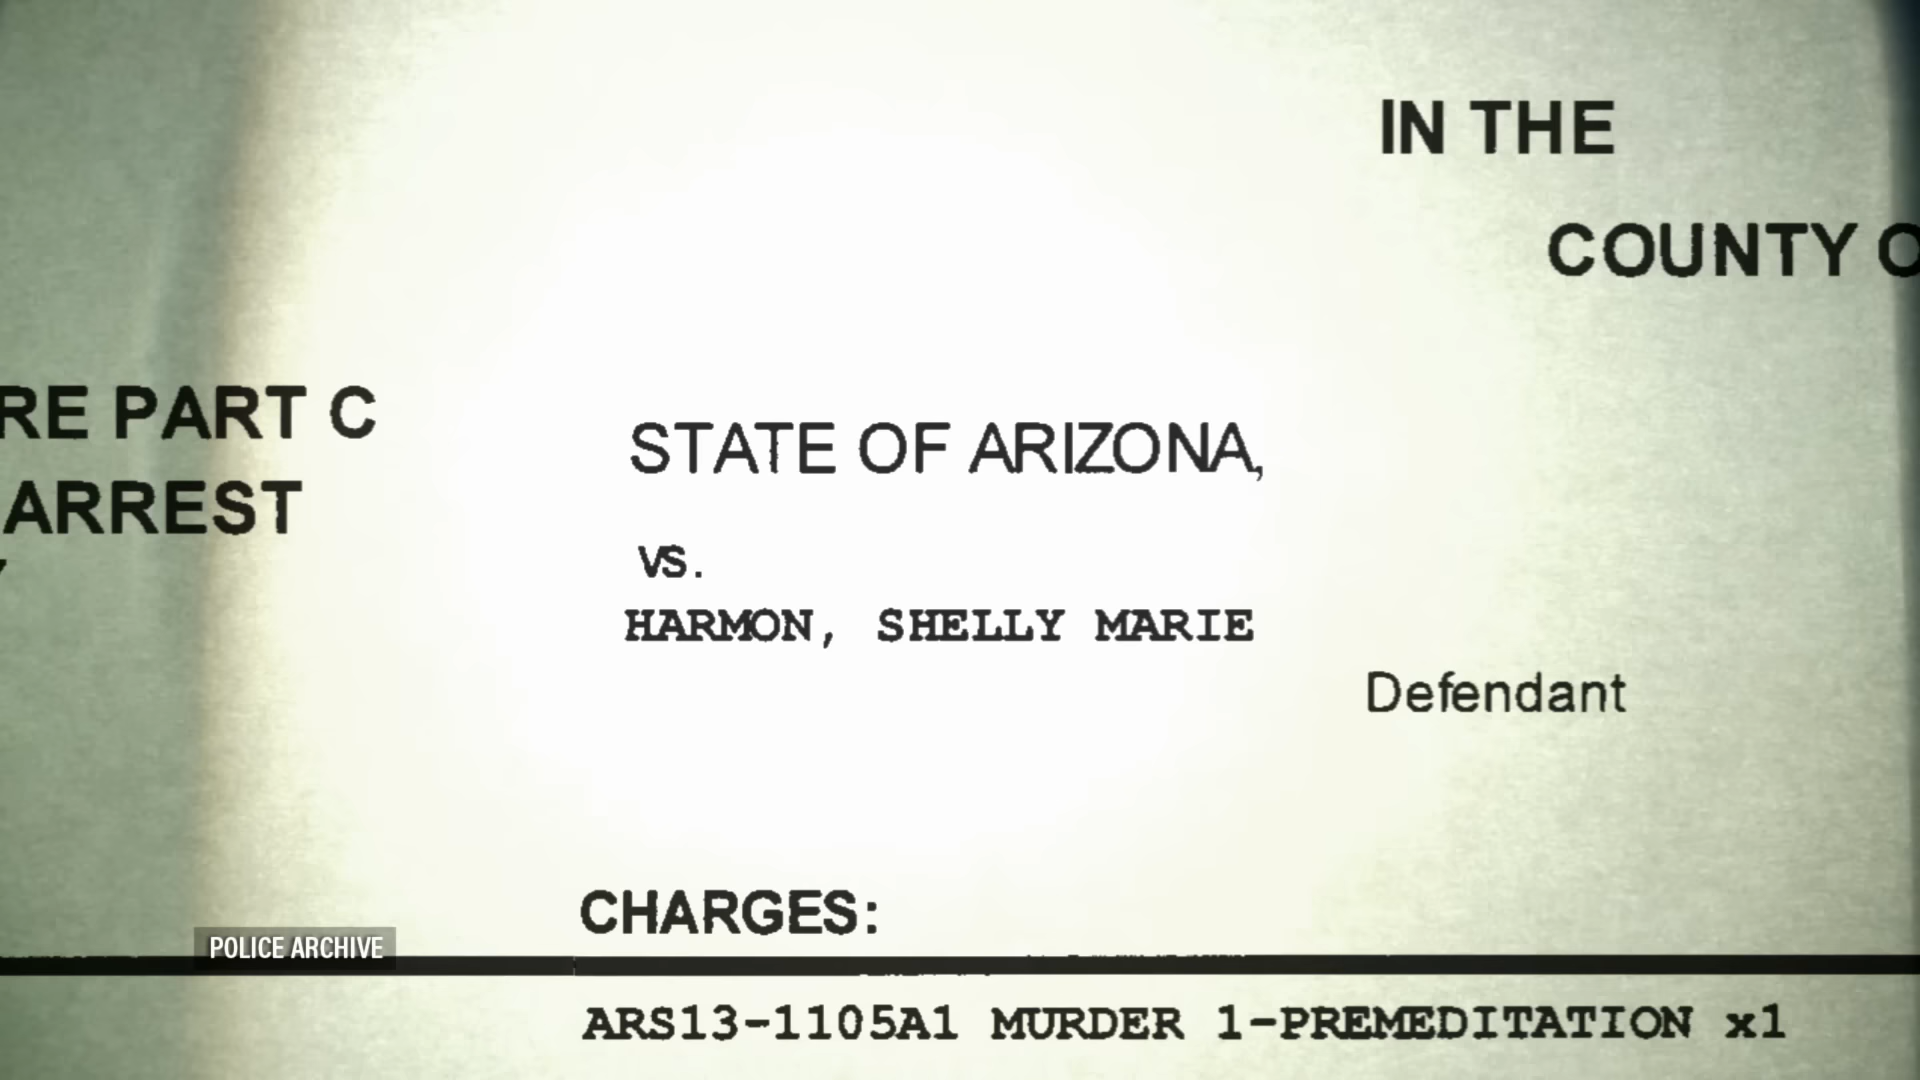 IN THE
COUNTY O
RE PART C
ARREST
STATE OF ARIZONA,
VS.
HARMON, SHELLY MARIE
Defendant
CHARGES:
POLICE ARCHIVE
ARS13-1105A1 MURDER 1-PREMEDITATION x1